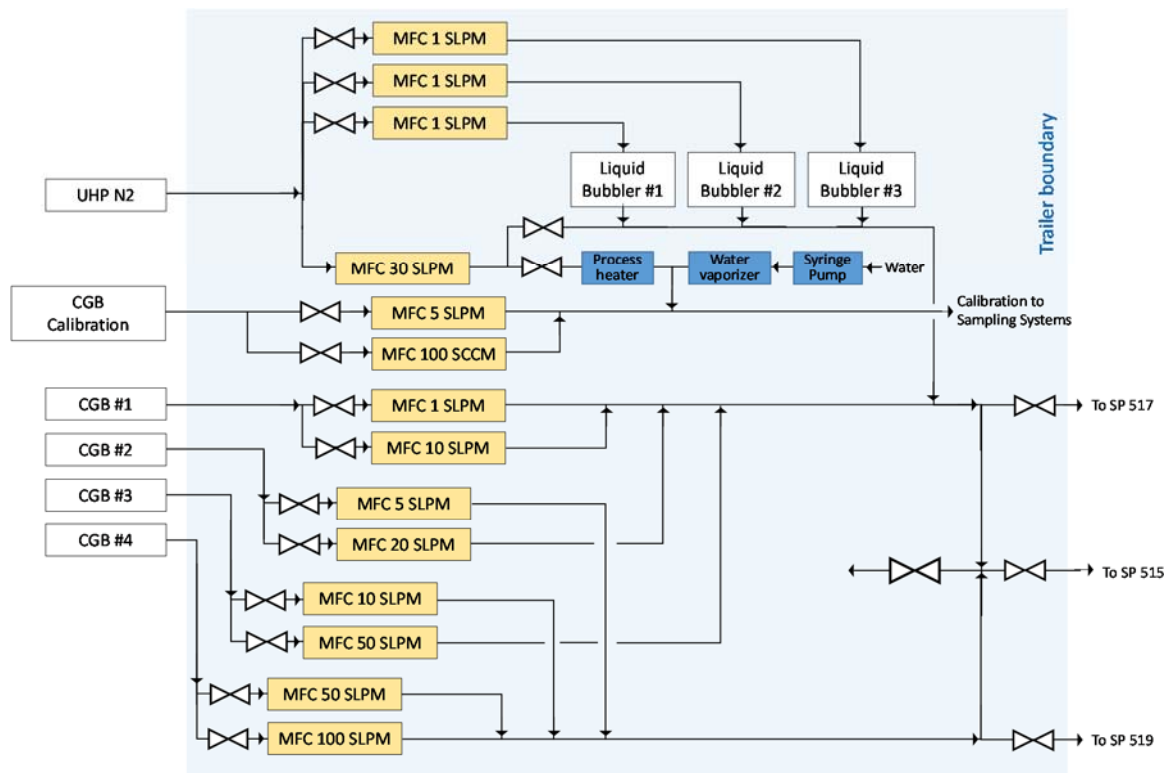 MFC 1 SLPM
MFC 1 SLPM
MFC 1 SLPM
Liquid
Bubbler #1
Liquid
Bubbler #2
Liquid
Bubbler #3
Trailer boundary
UHP N2
MFC 30 SLPM
Process
heater
Water
vaporizer
Syringe
Pump
Water
CGB
Calibration
MFC 5 SLPM
Calibration to
Sampling Systems
MFC 100 SCCM
CGB #1
MFC 1 SLPM
To SP 517
MFC 10 SLPM
CGB #2
CGB #3
MFC 5 SLPM
CGB #4
MFC 20 SLPM
To SP 515
MFC 10 SLPM
MFC 50 SLPM
MFC 50 SLPM
MFC 100 SLPM
To SP 519